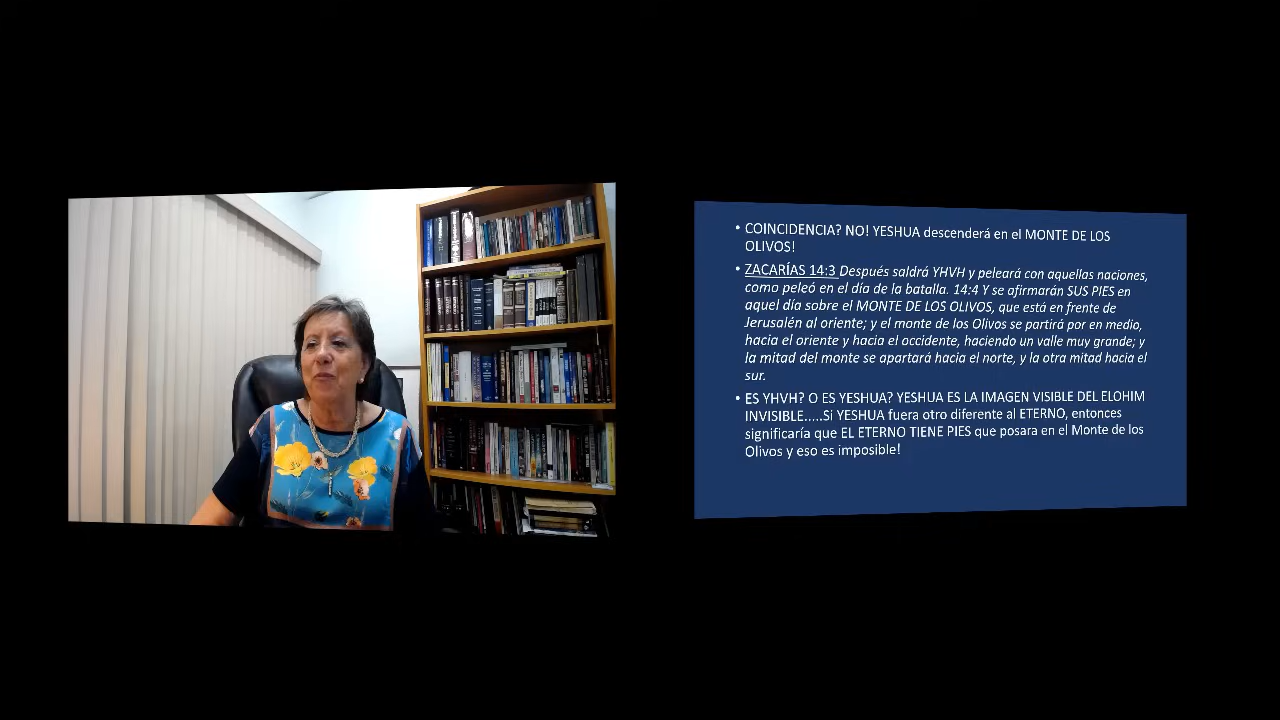 • COINCIDENCIA? NO! YESHUA descenderá en el MONTE DE LOS
OLIVOS!
• ZACARÍAS 14:3 Después saldrá YHVH y peleará con aquellas naciones,
como peleó en el día de la batalla. 14:4 Y se afirmarán SUS PIES en
aquel día sobre el MONTE DE LOS OLIVOS, que está en frente de
Jerusalén al oriente; y el monte de los Olivos se partirá por en medio,
hacia el oriente y hacia el occidente, haciendo un valle muy grande; y
la mitad del monte se apartará hacia el norte, y la otra mitad hacia el
sur.
• ES YHVH? O ES YESHUA? YESHUA ES LA IMAGEN VISIBLE DEL ELOHIM
INVISIBLE.....Si YESHUA fuera otro diferente al ETERNO, entonces
significaría que EL ETERNO TIENE PIES que posara en el Monte de los
Olivos y eso es imposible!